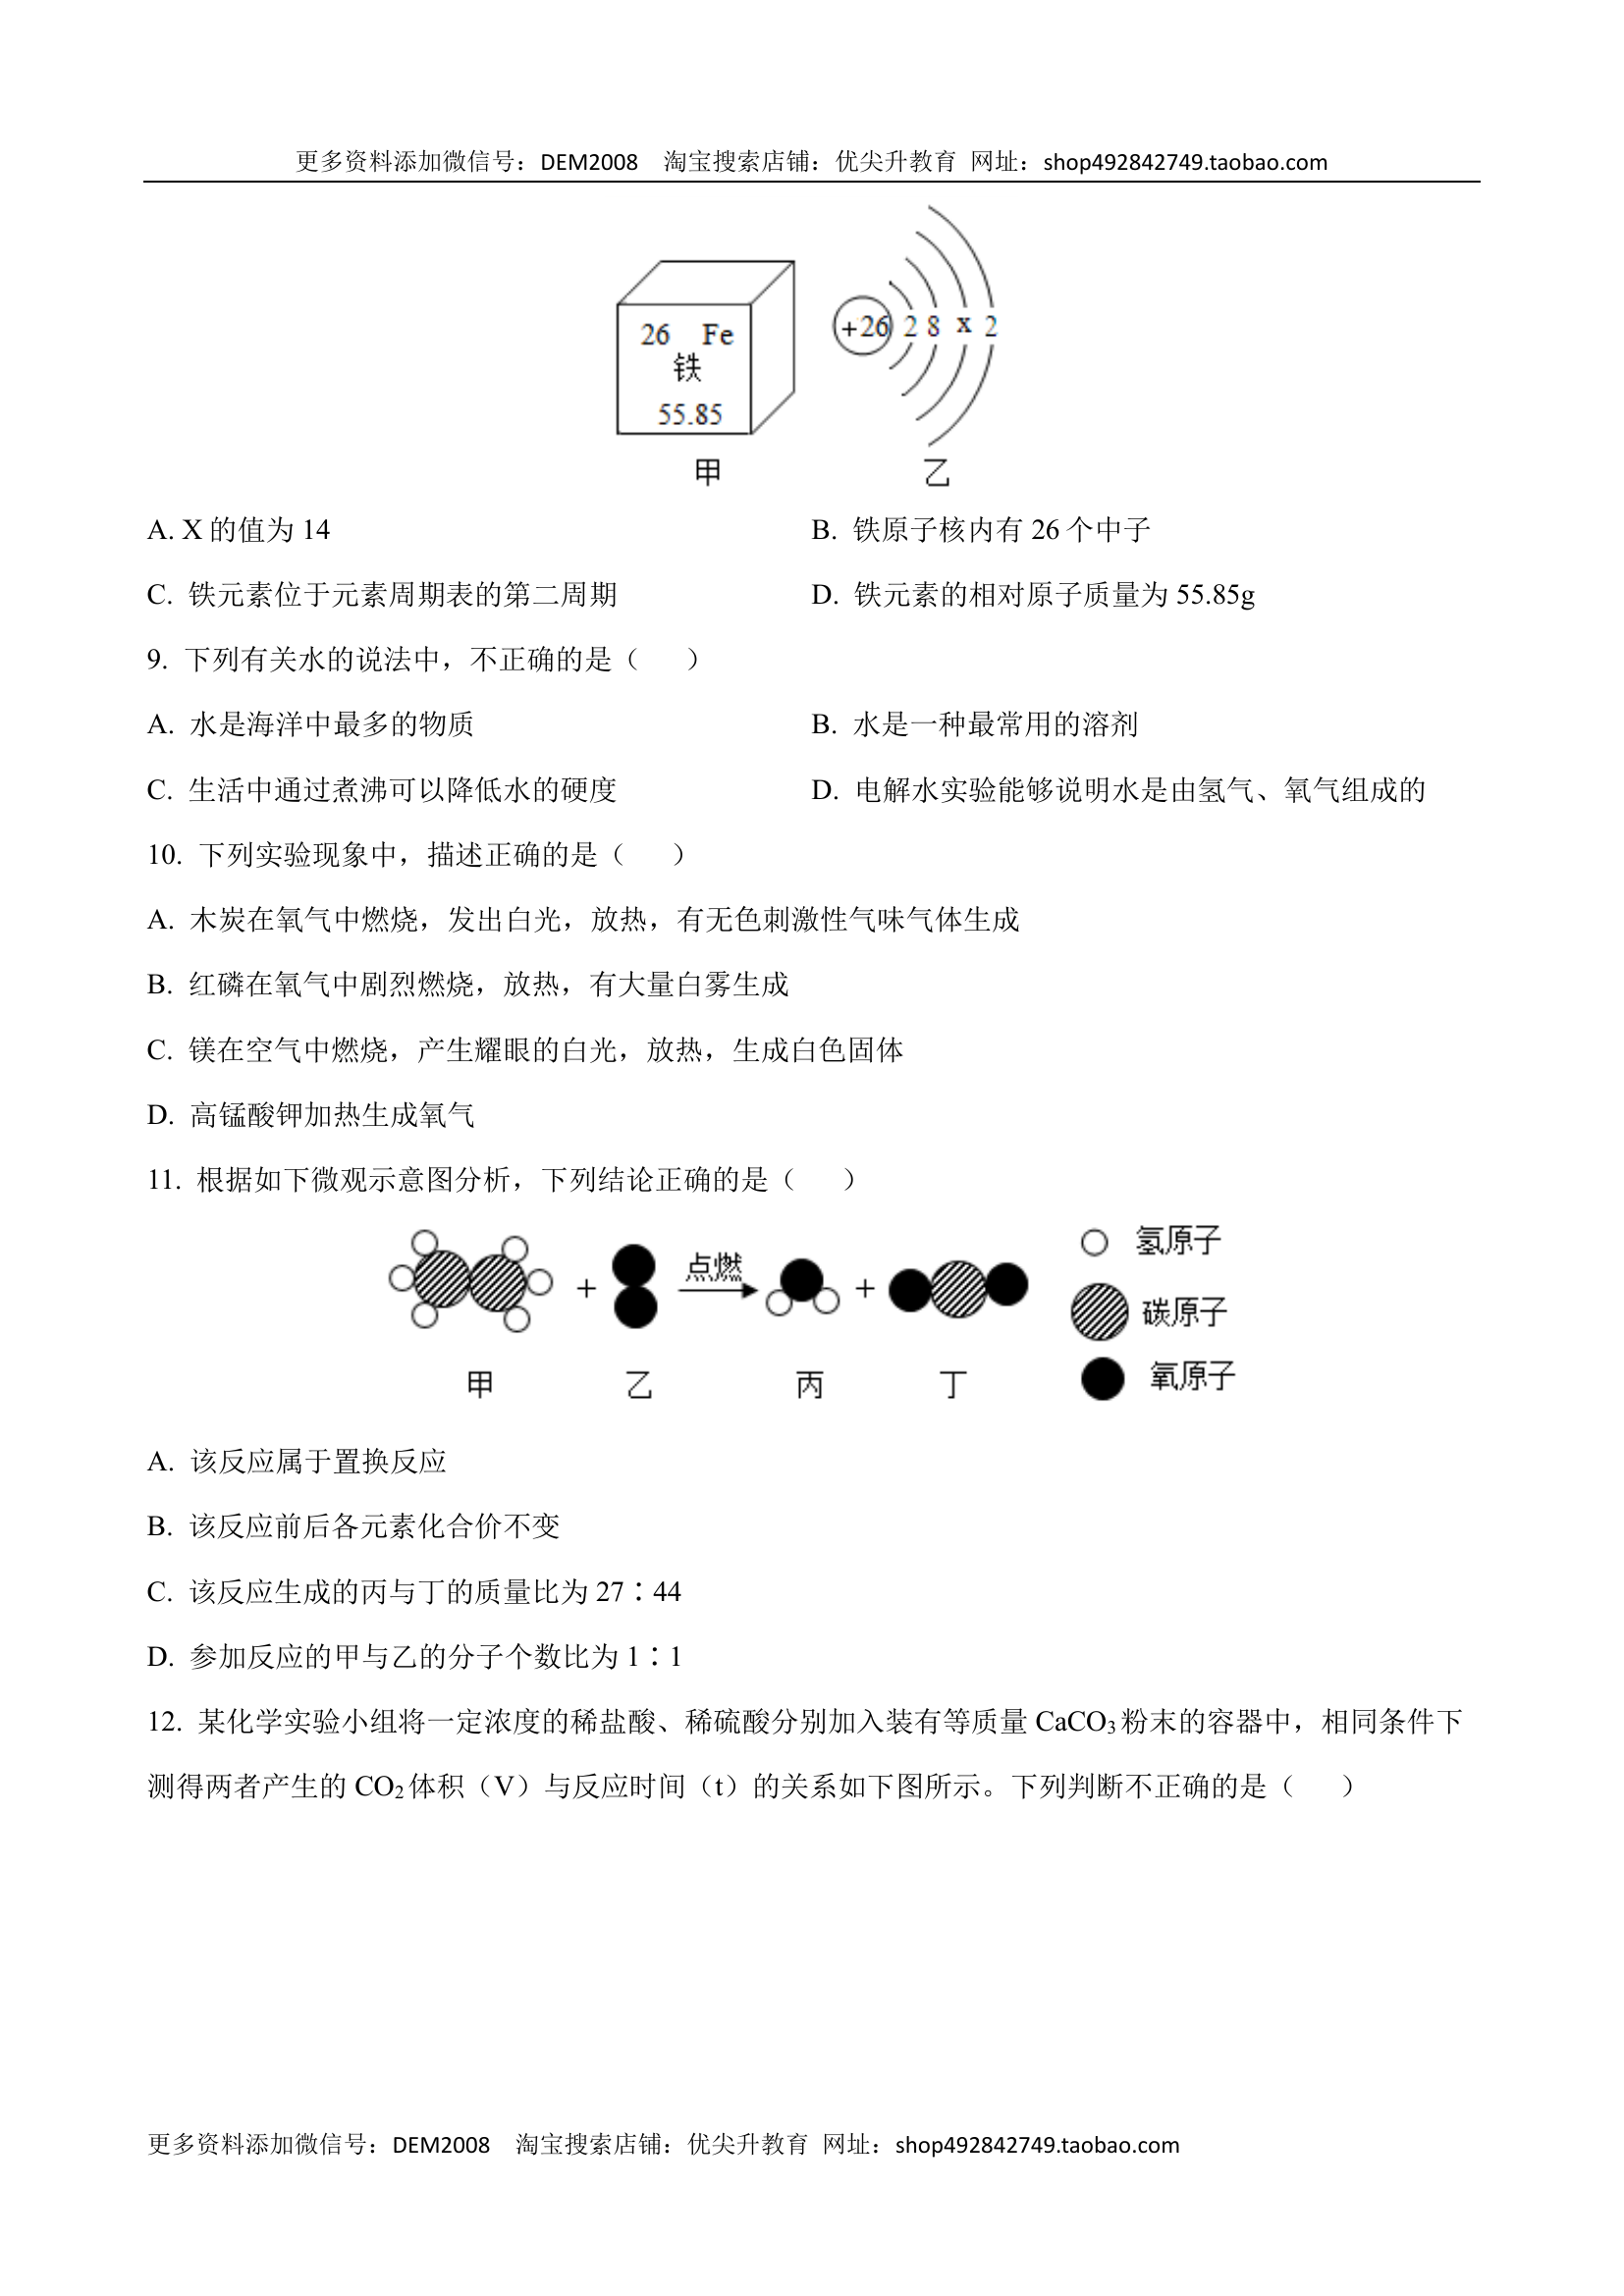 更多资料添加微信号：DEM2008 淘宝搜索店铺：优尖升教育 网址：shop492842749.taobao.com
26 Fe
铁
55.85
+26 2 8 x 2
甲 乙
A. X 的值为 14 B. 铁原子核内有 26 个中子
C. 铁元素位于元素周期表的第二周期 D. 铁元素的相对原子质量为 55.85g
9. 下列有关水的说法中，不正确的是（ ）
A. 水是海洋中最多的物质 B. 水是一种最常用的溶剂
C. 生活中通过煮沸可以降低水的硬度 D. 电解水实验能够说明水是由氢气、氧气组成的
10. 下列实验现象中，描述正确的是（ ）
A. 木炭在氧气中燃烧，发出白光，放热，有无色刺激性气味气体生成
B. 红磷在氧气中剧烈燃烧，放热，有大量白雾生成
C. 镁在空气中燃烧，产生耀眼的白光，放热，生成白色固体
D. 高锰酸钾加热生成氧气
11. 根据如下微观示意图分析，下列结论正确的是（ ）
+ 点燃 +
甲 乙 丙 丁
氢原子
碳原子
氧原子
A. 该反应属于置换反应
B. 该反应前后各元素化合价不变
C. 该反应生成的丙与丁的质量比为 27∶44
D. 参加反应的甲与乙的分子个数比为 1∶1
12. 某化学实验小组将一定浓度的稀盐酸、稀硫酸分别加入装有等质量 CaCO₃ 粉末的容器中，相同条件下
测得两者产生的 CO₂ 体积（V）与反应时间（t）的关系如下图所示。下列判断不正确的是（ ）
更多资料添加微信号：DEM2008 淘宝搜索店铺：优尖升教育 网址：shop492842749.taobao.com